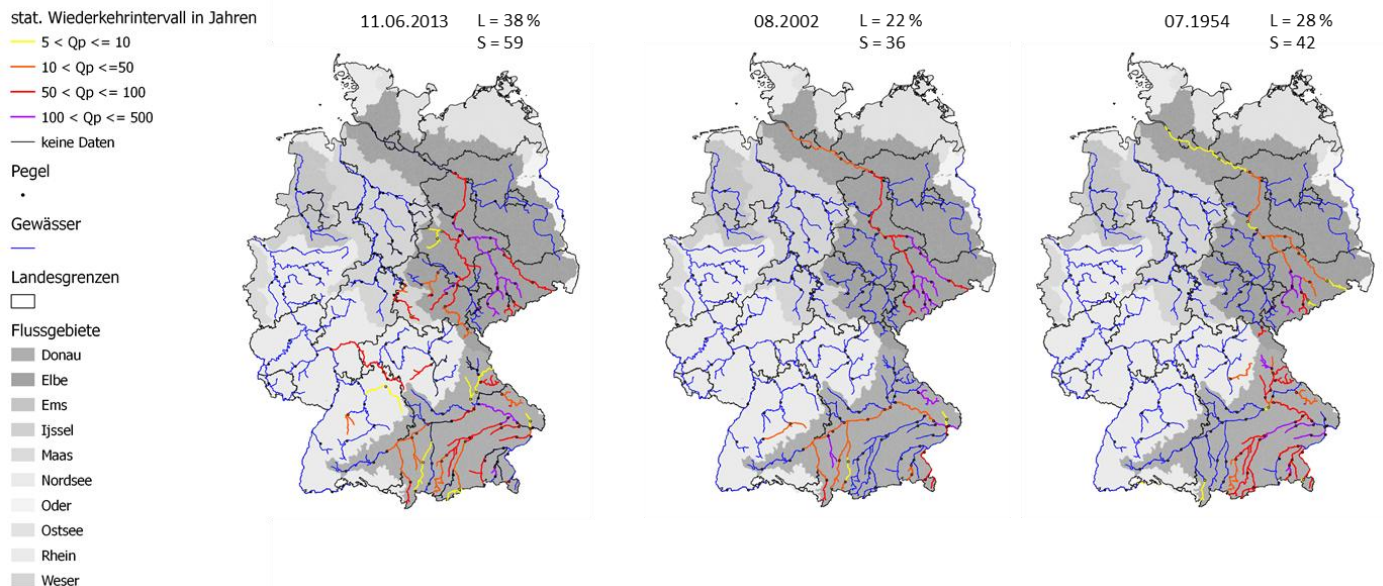 stat. Wiederkehrintervall in Jahren
5 < Qp <= 10
10 < Qp <=50
50 < Qp <= 100
100 < Qp <= 500
keine Daten
Pegel
Gewässer
Landesgrenzen
Flussgebiete
Donau
Elbe
Ems
Ijssel
Maas
Nordsee
Oder
Ostsee
Rhein
Weser
11.06.2013
L = 38 %
S = 59
08.2002
L = 22 %
S = 36
07.1954
L = 28 %
S = 42